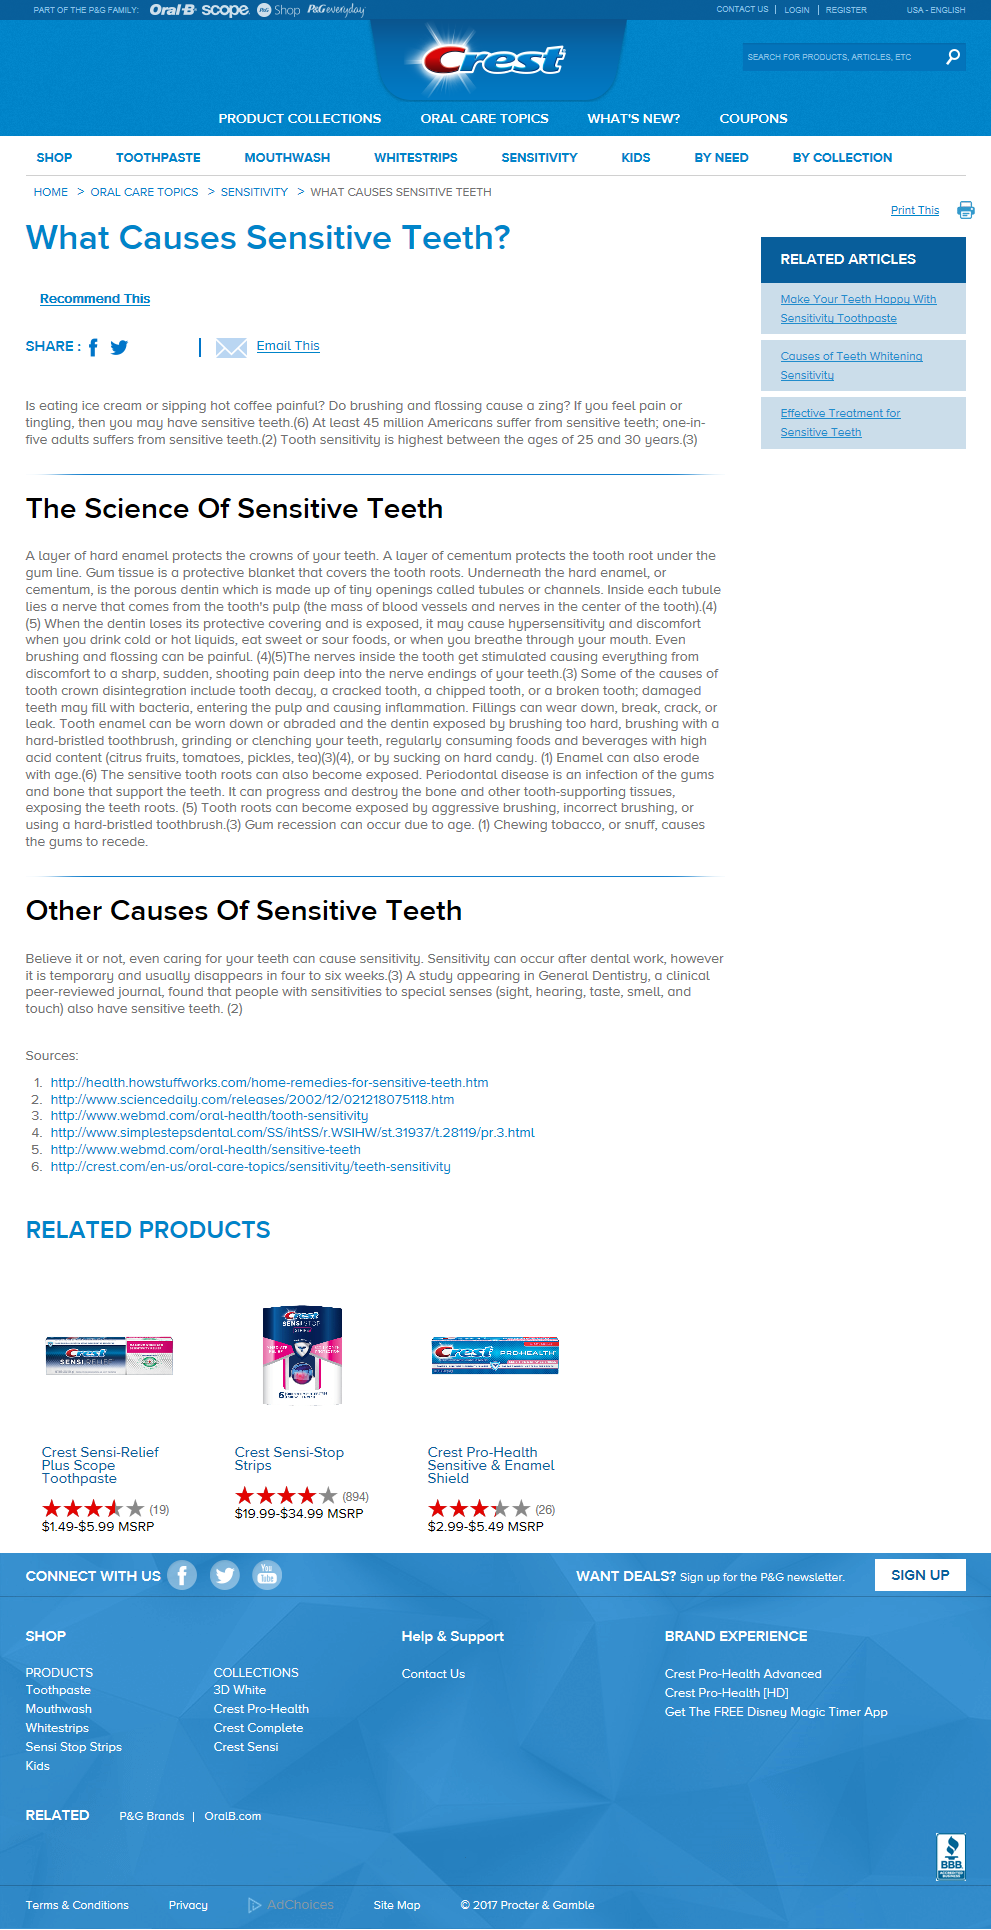 PART OF THE P&G FAMILY: Oral-B scope. P&G Shop P&G everyday
CONTACT US | LOGIN | REGISTER USA - ENGLISH
Crest
SEARCH FOR PRODUCTS, ARTICLES, ETC
PRODUCT COLLECTIONS ORAL CARE TOPICS WHAT'S NEW? COUPONS
SHOP TOOTHPASTE MOUTHWASH WHITESTRIPS SENSITIVITY KIDS BY NEED BY COLLECTION
HOME > ORAL CARE TOPICS > SENSITIVITY > WHAT CAUSES SENSITIVE TEETH
Print This
What Causes Sensitive Teeth?
Recommend This
SHARE : | Email This
RELATED ARTICLES
Make Your Teeth Happy With
Sensitivity Toothpaste
Causes of Teeth Whitening
Sensitivity
Effective Treatment for
Sensitive Teeth
Is eating ice cream or sipping hot coffee painful? Do brushing and flossing cause a zing? If you feel pain or
tingling, then you may have sensitive teeth.(6) At least 45 million Americans suffer from sensitive teeth; one-in-
five adults suffers from sensitive teeth.(2) Tooth sensitivity is highest between the ages of 25 and 30 years.(3)
The Science Of Sensitive Teeth
A layer of hard enamel protects the crowns of your teeth. A layer of cementum protects the tooth root under the
gum line. Gum tissue is a protective blanket that covers the tooth roots. Underneath the hard enamel, or
cementum, is the porous dentin which is made up of tiny openings called tubules or channels. Inside each tubule
lies a nerve that comes from the tooth's pulp (the mass of blood vessels and nerves in the center of the tooth).(4)
(5) When the dentin loses its protective covering and is exposed, it may cause hypersensitivity and discomfort
when you drink cold or hot liquids, eat sweet or sour foods, or when you breathe through your mouth. Even
brushing and flossing can be painful. (4)(5)The nerves inside the tooth get stimulated causing everything from
discomfort to a sharp, sudden, shooting pain deep into the nerve endings of your teeth.(3) Some of the causes of
tooth crown disintegration include tooth decay, a cracked tooth, a chipped tooth, or a broken tooth; damaged
teeth may fill with bacteria, entering the pulp and causing inflammation. Fillings can wear down, break, crack, or
leak. Tooth enamel can be worn down or abraded and the dentin exposed by brushing too hard, brushing with a
hard-bristled toothbrush, grinding or clenching your teeth, regularly consuming foods and beverages with high
acid content (citrus fruits, tomatoes, pickles, tea)(3)(4), or by sucking on hard candy. (1) Enamel can also erode
with age.(6) The sensitive tooth roots can also become exposed. Periodontal disease is an infection of the gums
and bone that support the teeth. It can progress and destroy the bone and other tooth-supporting tissues,
exposing the teeth roots. (5) Tooth roots can become exposed by aggressive brushing, incorrect brushing, or
using a hard-bristled toothbrush.(3) Gum recession can occur due to age. (1) Chewing tobacco, or snuff, causes
the gums to recede.
Other Causes Of Sensitive Teeth
Believe it or not, even caring for your teeth can cause sensitivity. Sensitivity can occur after dental work, however
it is temporary and usually disappears in four to six weeks.(3) A study appearing in General Dentistry, a clinical
peer-reviewed journal, found that people with sensitivities to special senses (sight, hearing, taste, smell, and
touch) also have sensitive teeth. (2)
Sources:
1. http://health.howstuffworks.com/home-remedies-for-sensitive-teeth.htm
2. http://www.sciencedaily.com/releases/2002/12/021218075118.htm
3. http://www.webmd.com/oral-health/tooth-sensitivity
4. http://www.simplestepsdental.com/SS/ihtSS/r.WSIHW/st.31937/t.28119/pr.3.html
5. http://www.webmd.com/oral-health/sensitive-teeth
6. http://crest.com/en-us/oral-care-topics/sensitivity/teeth-sensitivity
RELATED PRODUCTS
Crest SENSI RELIEF
Crest SENSI STOP STRIPS
Crest PRO-HEALTH
Crest Sensi-Relief
Plus Scope
Toothpaste
(19)
$1.49-$5.99 MSRP
Crest Sensi-Stop
Strips
(894)
$19.99-$34.99 MSRP
Crest Pro-Health
Sensitive & Enamel
Shield
(26)
$2.99-$5.49 MSRP
CONNECT WITH US You Tube WANT DEALS? Sign up for the P&G newsletter. SIGN UP
SHOP
PRODUCTS
Toothpaste
Mouthwash
Whitestrips
Sensi Stop Strips
Kids
COLLECTIONS
3D White
Crest Pro-Health
Crest Complete
Crest Sensi
Help & Support
Contact Us
BRAND EXPERIENCE
Crest Pro-Health Advanced
Crest Pro-Health [HD]
Get The FREE Disney Magic Timer App
RELATED P&G Brands | OralB.com
BBB
ACCREDITED BUSINESS
Terms & Conditions Privacy AdChoices Site Map © 2017 Procter & Gamble